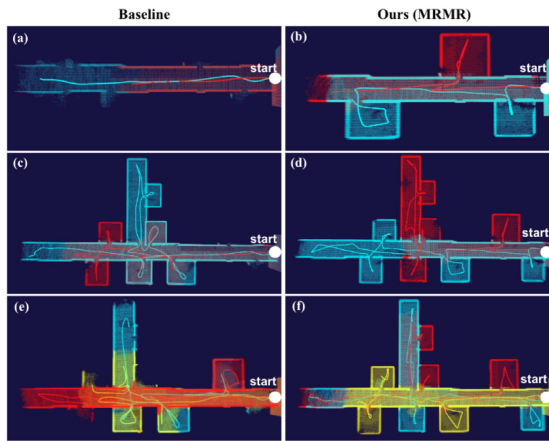 Baseline Ours (MRMR)
(a) start
(b) start
(c) start
(d) start
(e) start
(f) start